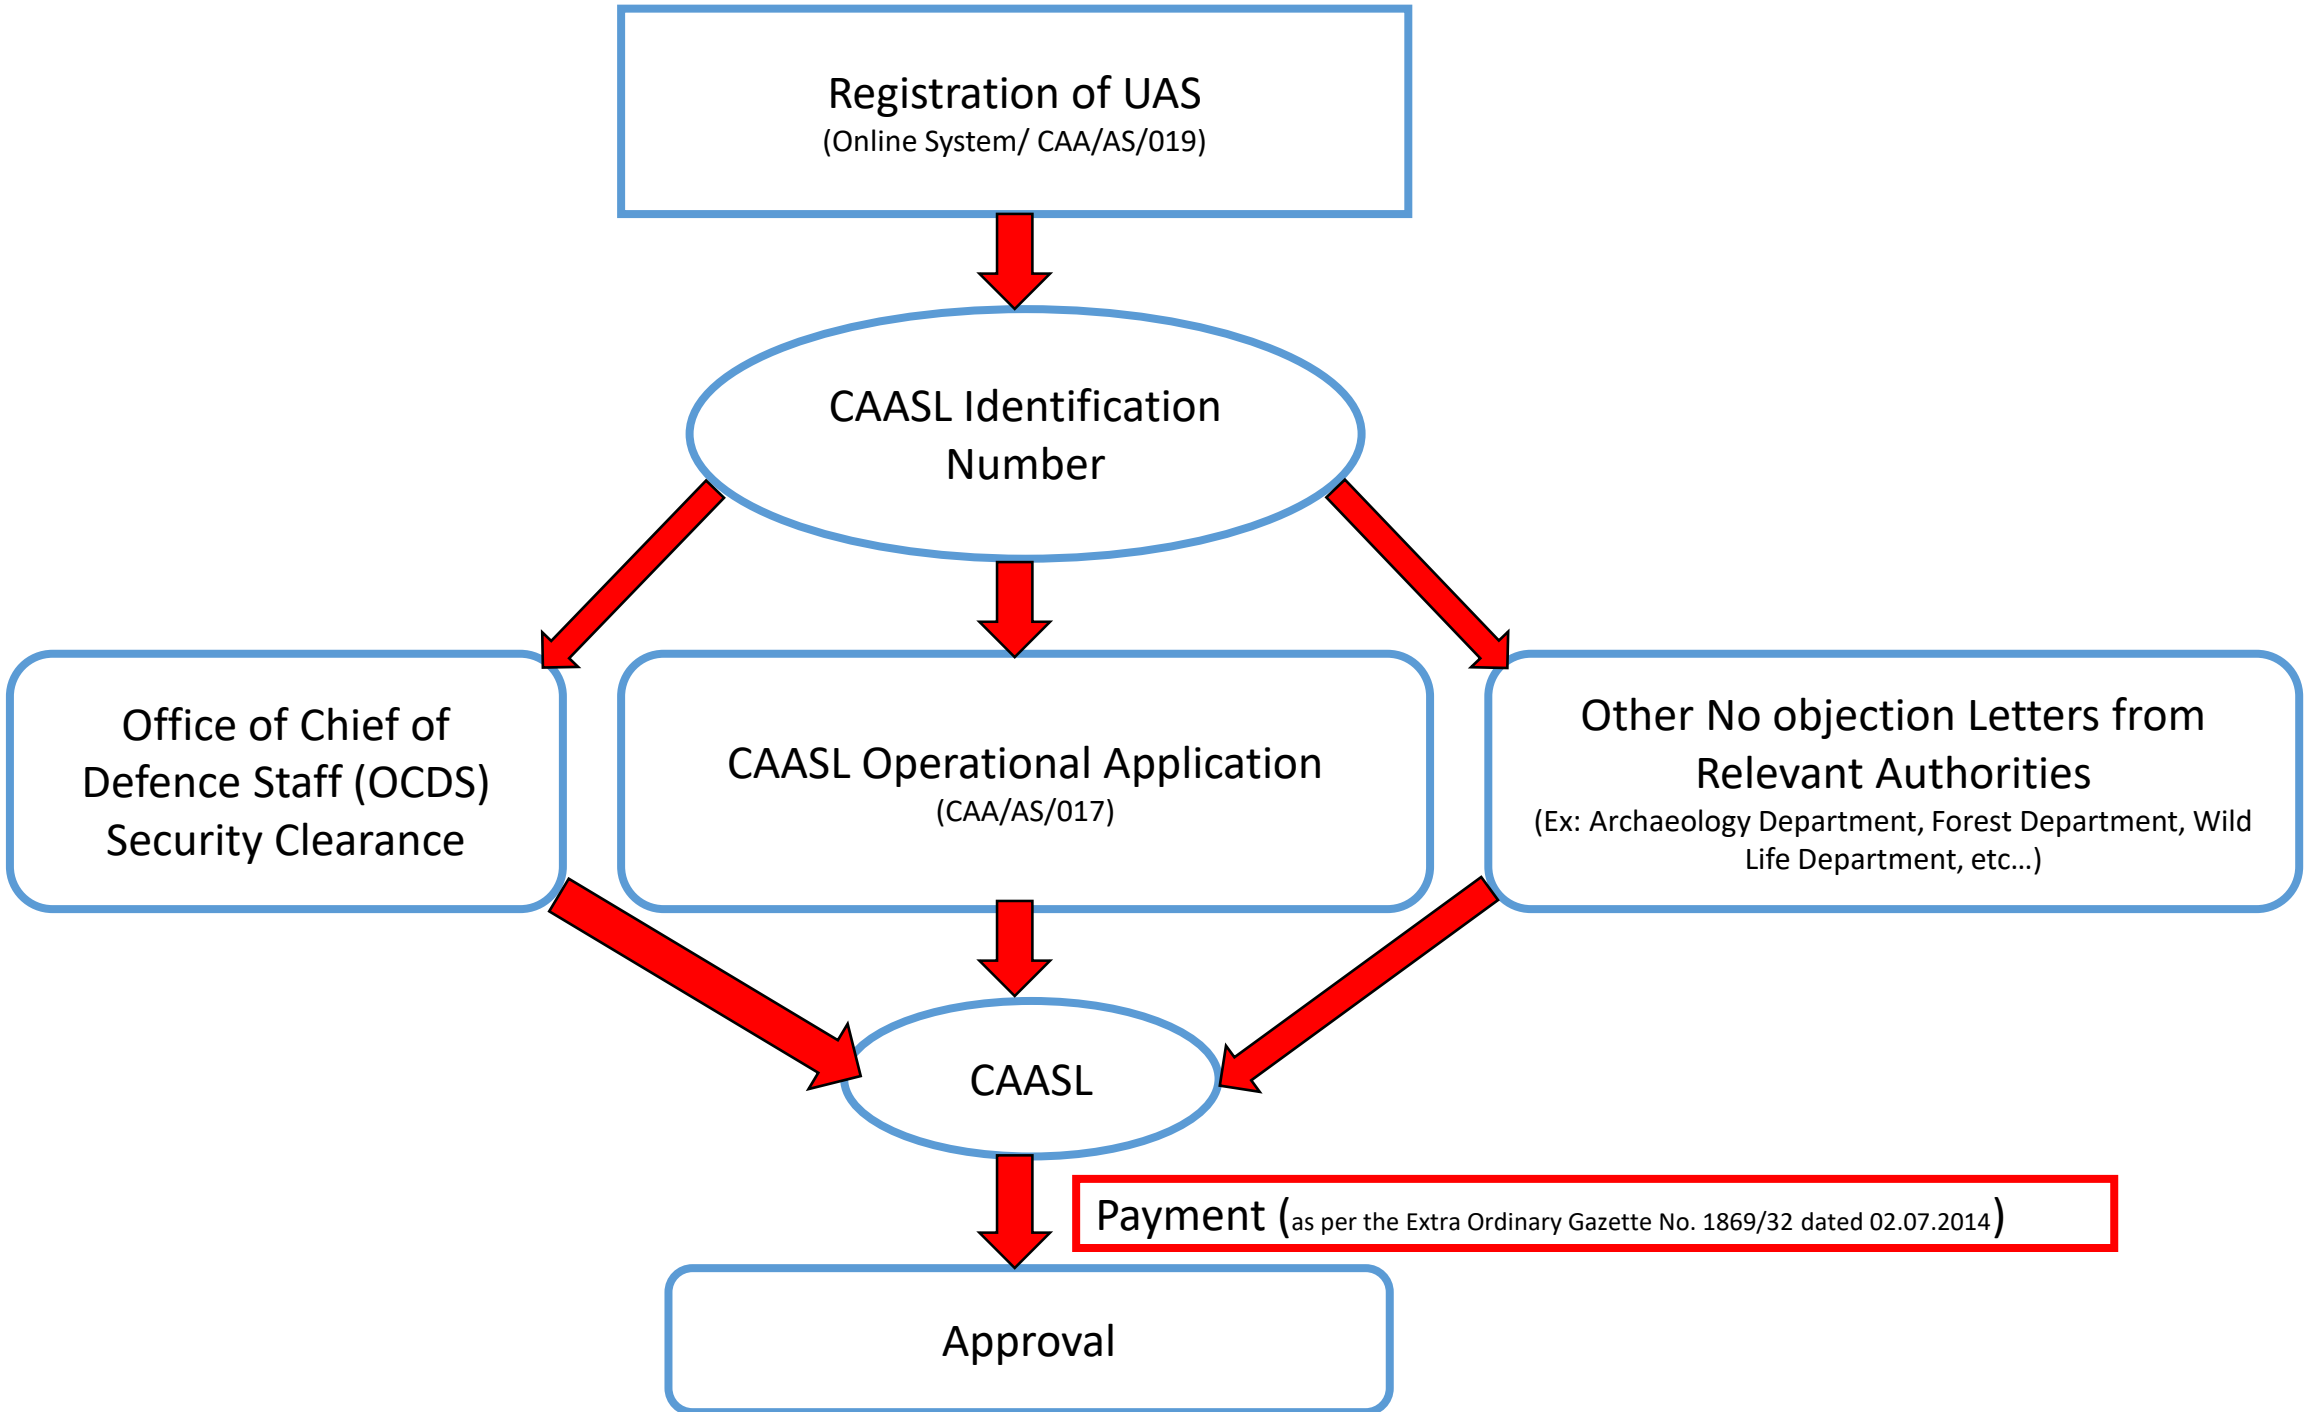 Registration of UAS
(Online System/ CAA/AS/019)
CAASL Identification
Number
Office of Chief of
Defence Staff (OCDS)
Security Clearance
CAASL Operational Application
(CAA/AS/017)
Other No objection Letters from
Relevant Authorities
(Ex: Archaeology Department, Forest Department, Wild
Life Department, etc…)
CAASL
Payment (as per the Extra Ordinary Gazette No. 1869/32 dated 02.07.2014)
Approval